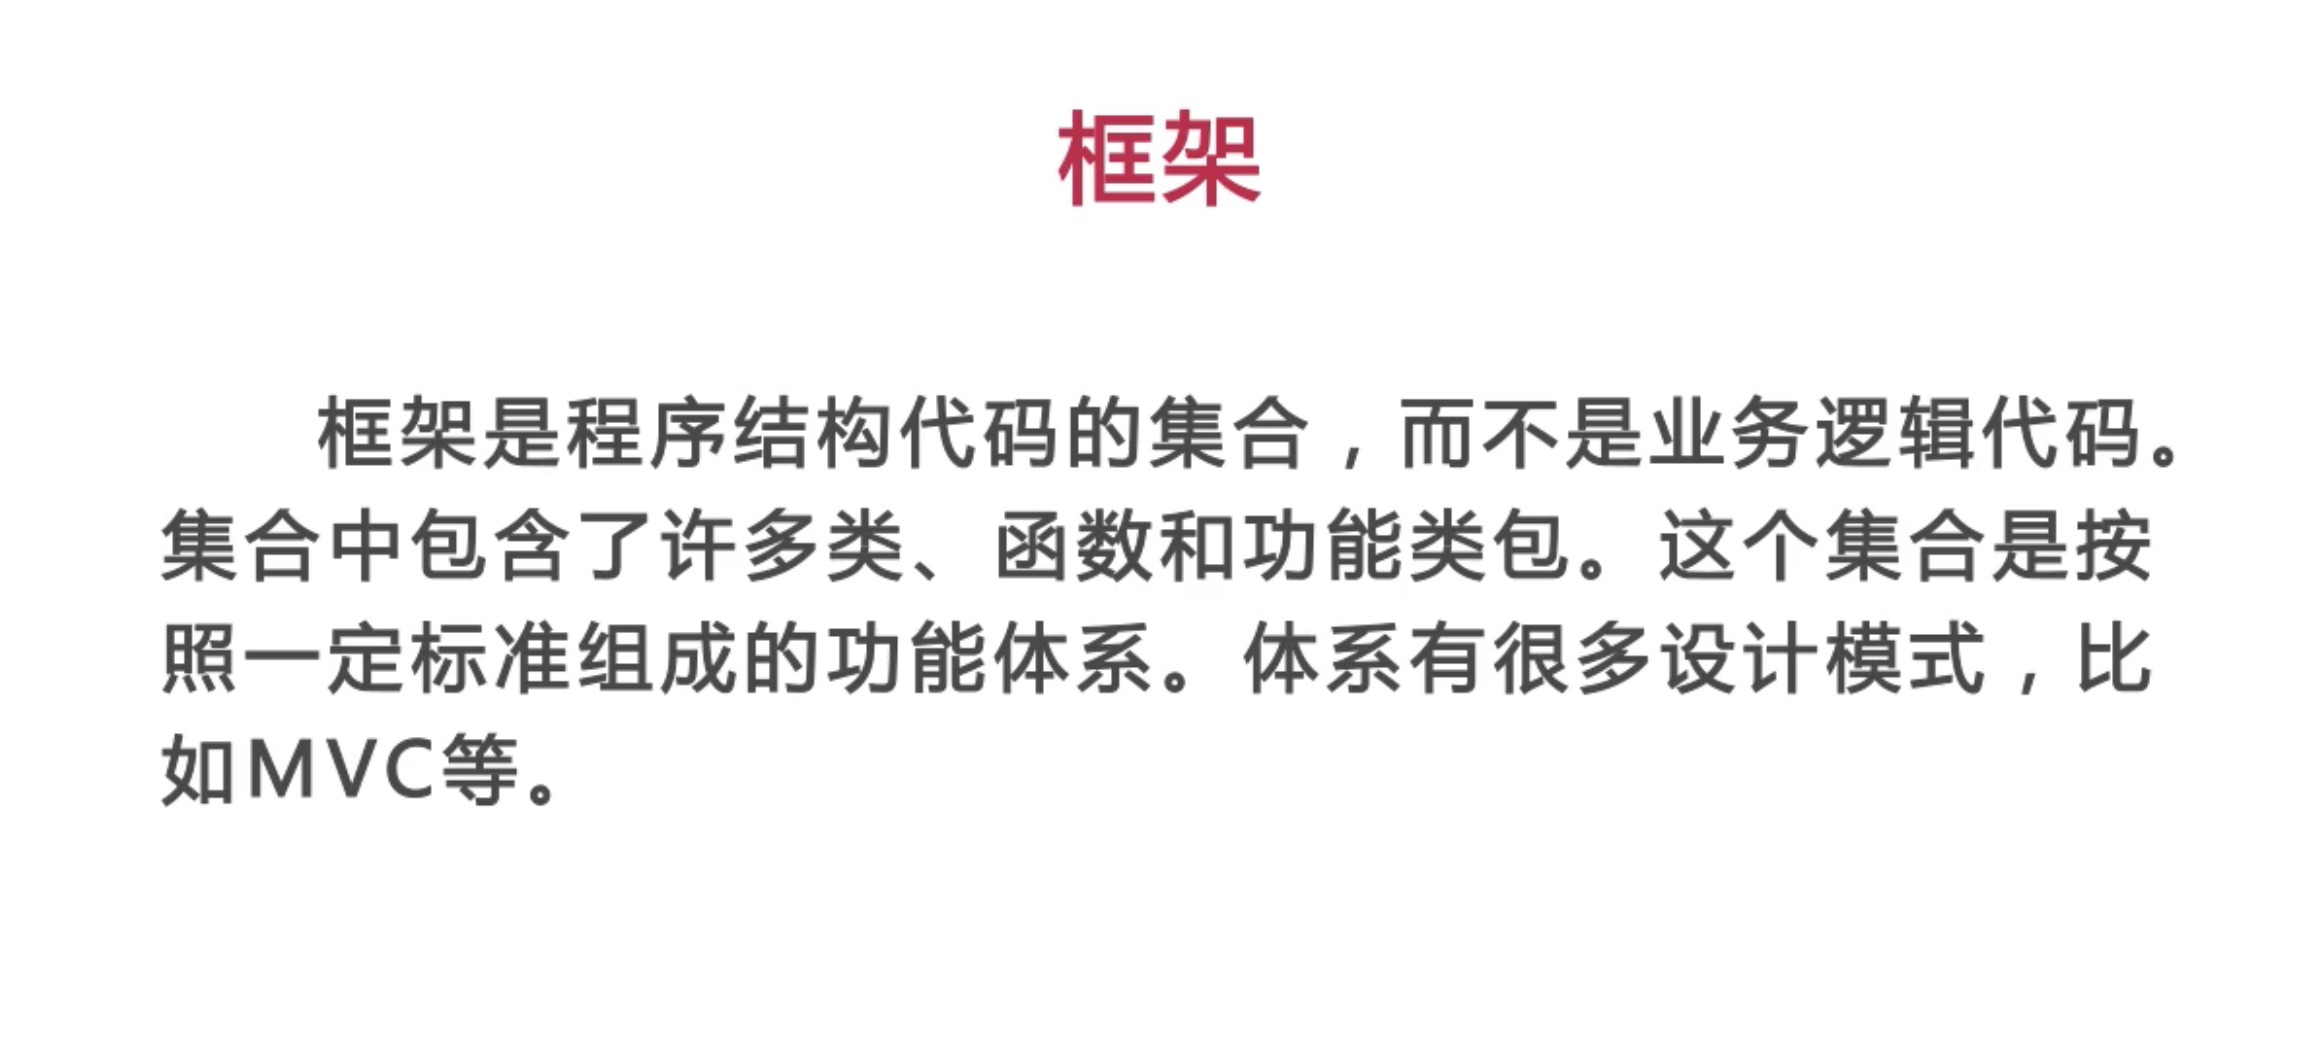 框架
框架是程序结构代码的集合，而不是业务逻辑代码。
集合中包含了许多类、函数和功能类包。这个集合是按
照一定标准组成的功能体系。体系有很多设计模式，比
如MVC等。